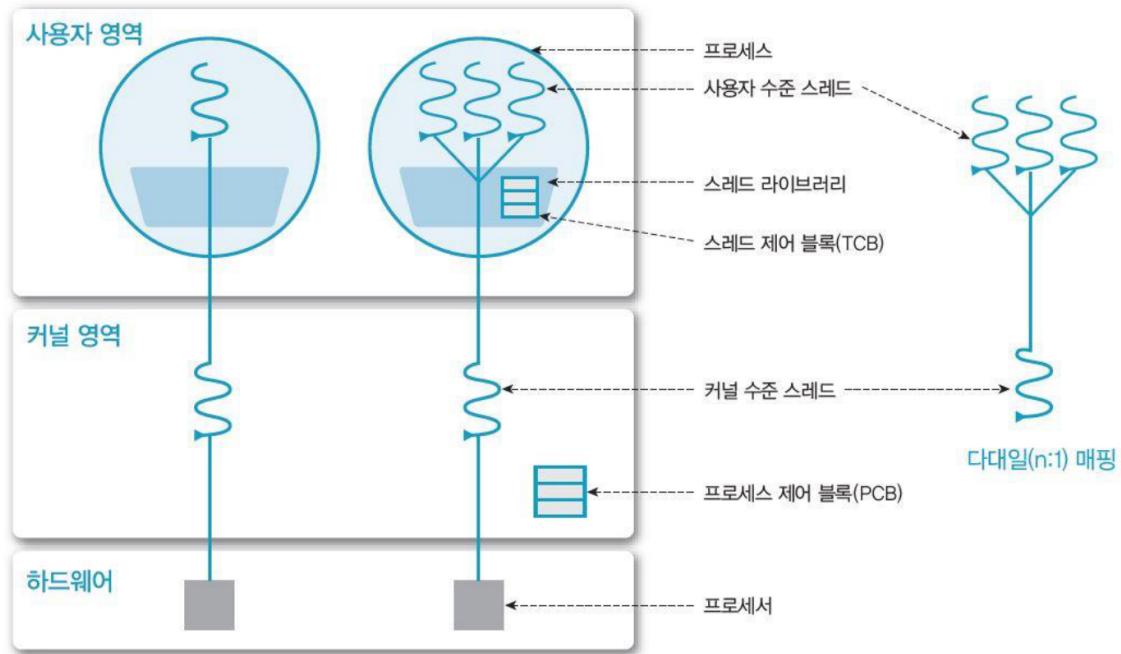 사용자 영역
프로세스
사용자 수준 스레드
스레드 라이브러리
스레드 제어 블록(TCB)
커널 영역
커널 수준 스레드
다대일(n:1) 매핑
프로세스 제어 블록(PCB)
하드웨어
프로세서